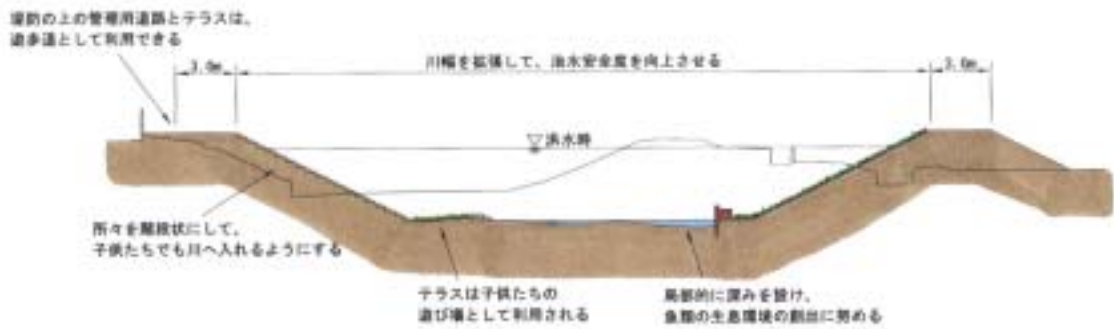 堤防の上の管理用道路とテラスは、
遊歩道として利用できる
3.0m
川幅を拡張して、治水安全度を向上させる
3.0m
洪水時
所々を階段状にして、
子供たちでも川へ入れるようにする
テラスは子供たちの
遊び場として利用される
局部的に深みを設け、
魚類の生息環境の創出に努める